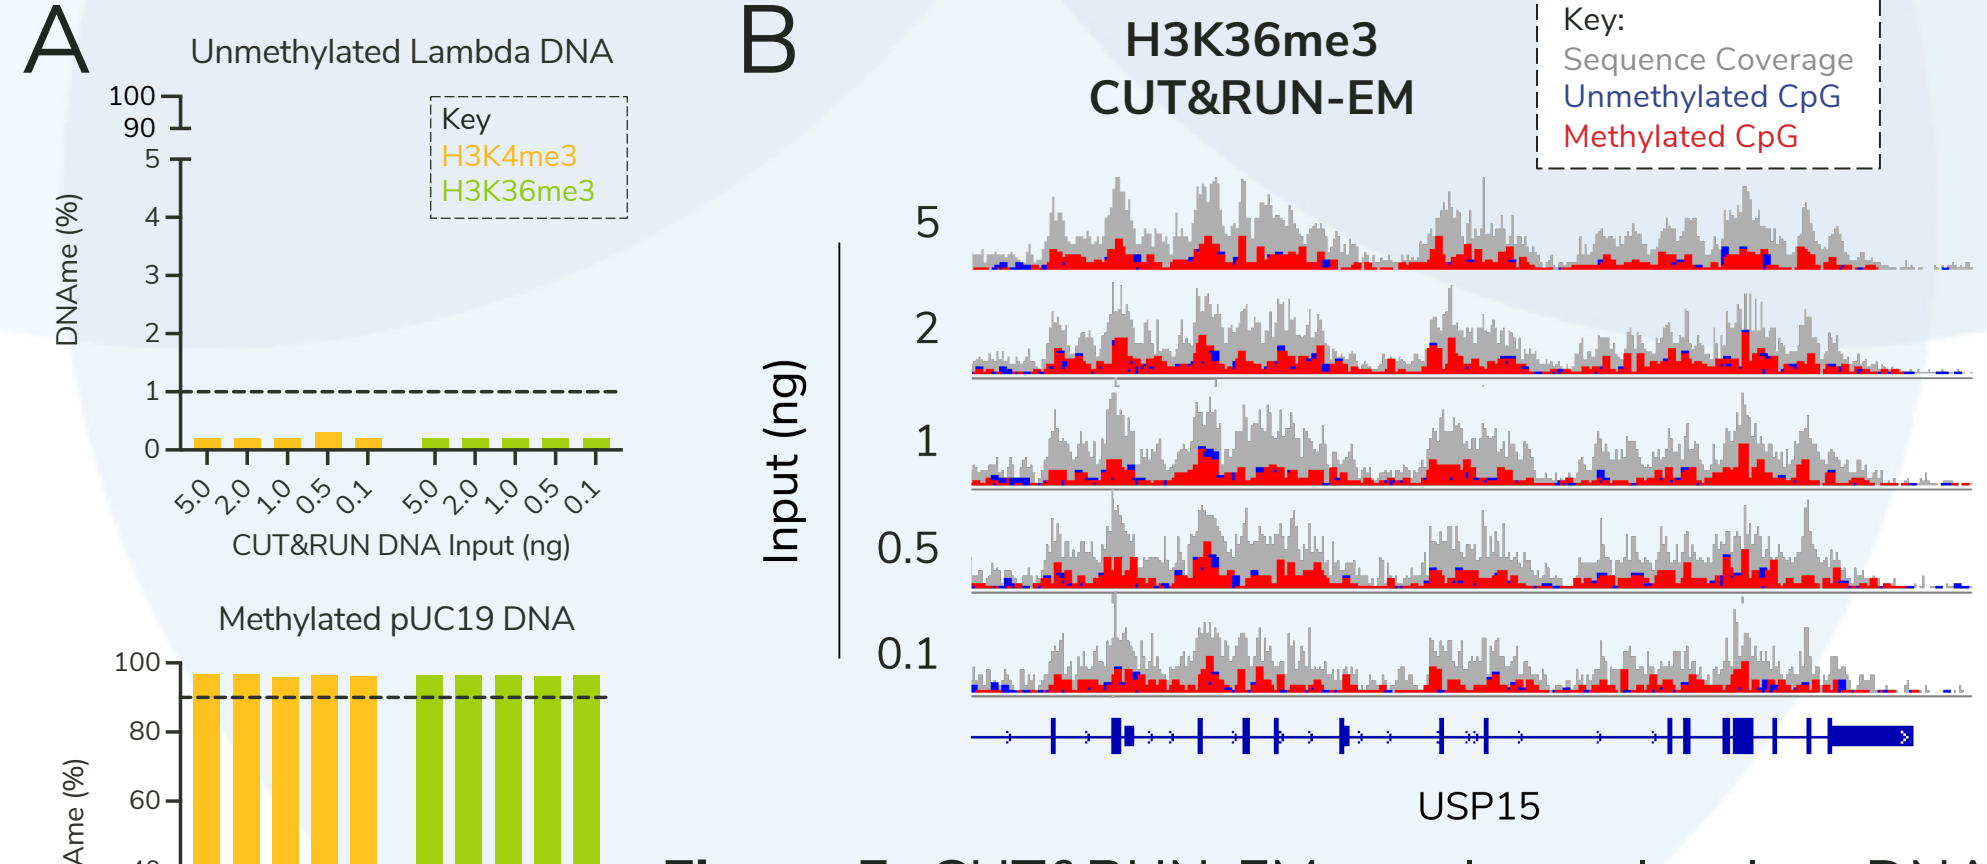 A
Unmethylated Lambda DNA
100
90
5
4
3
2
1
0
DNAme (%)
Key
H3K4me3
H3K36me3
5.0 2.0 1.0 0.5 0.1 5.0 2.0 1.0 0.5 0.1
CUT&RUN DNA Input (ng)
Methylated pUC19 DNA
100
80
60
Ame (%)
B
H3K36me3
CUT&RUN-EM
Key:
Sequence Coverage
Unmethylated CpG
Methylated CpG
Input (ng)
5
2
1
0.5
0.1
USP15